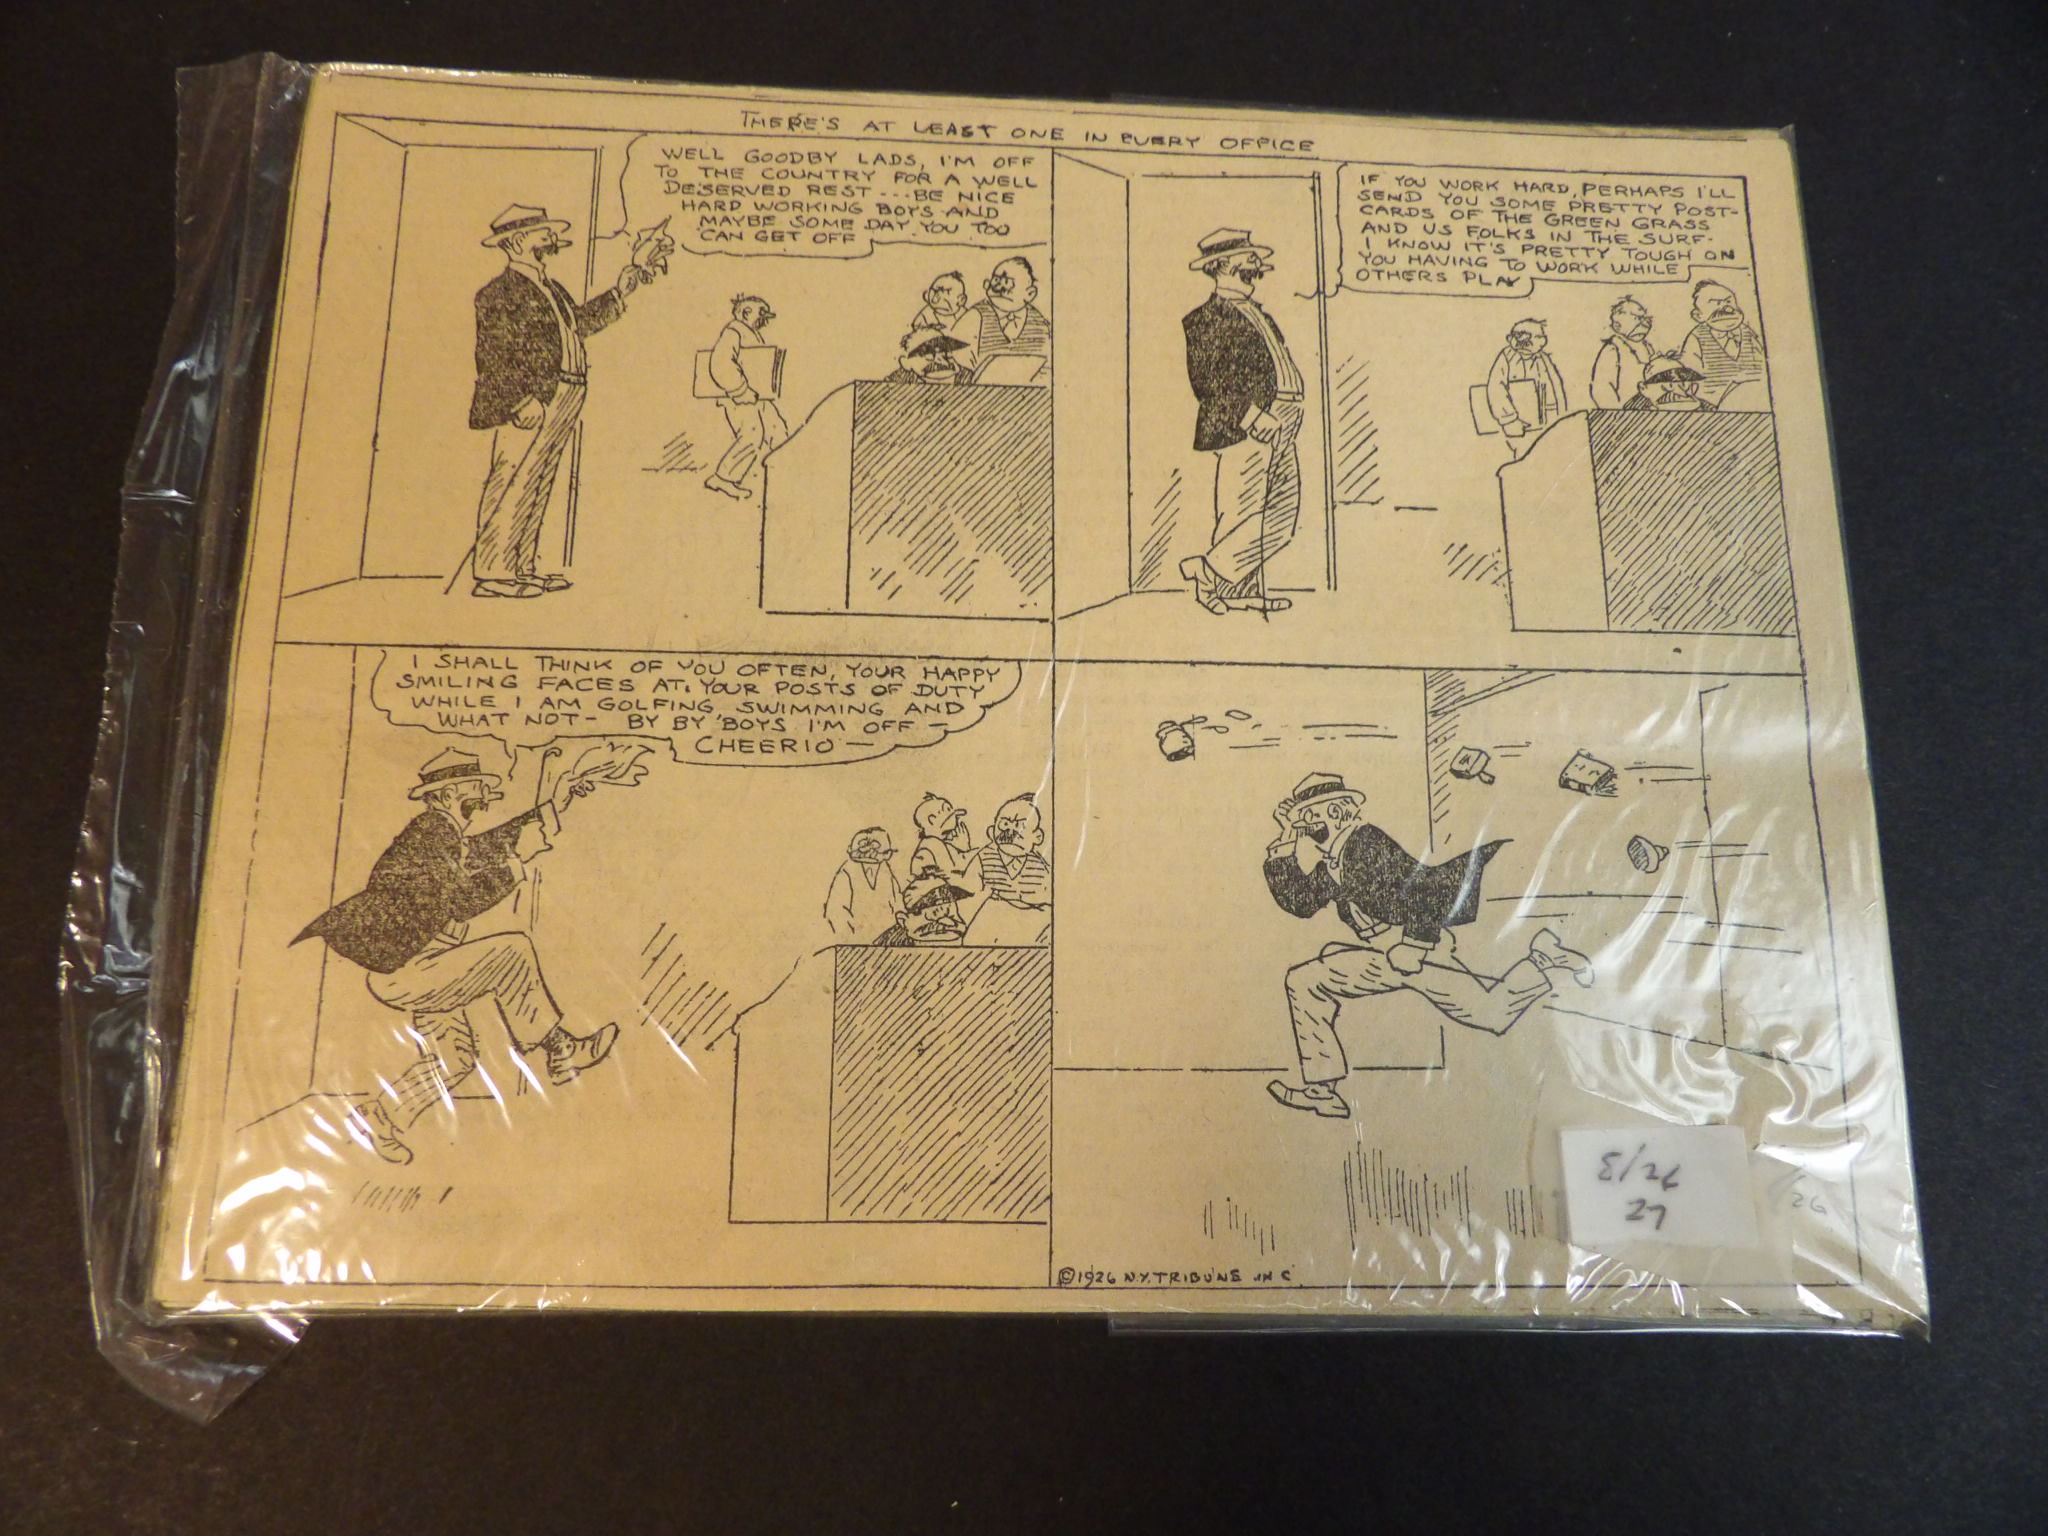 THERE'S AT LEAST ONE IN EVERY OFFICE
WELL GOODBY LADS, I'M OFF
TO THE COUNTRY FOR A WELL
DESERVED REST --- BE NICE
HARD WORKING BOYS AND
MAYBE SOME DAY YOU TOO
CAN GET OFF
IF YOU WORK HARD, PERHAPS I'LL
SEND YOU SOME PRETTY POST-
CARDS OF THE GREEN GRASS
AND US FOLKS IN THE SURF.
I KNOW IT'S PRETTY TOUGH ON
YOU HAVING TO WORK WHILE
OTHERS PLAY
I SHALL THINK OF YOU OFTEN, YOUR HAPPY
SMILING FACES AT YOUR POSTS OF DUTY
WHILE I AM GOLFING, SWIMMING AND
WHAT NOT - BY BY BOYS I'M OFF -
CHEERIO -
© 1926 N.Y. TRIBUNE INC
8/26
27